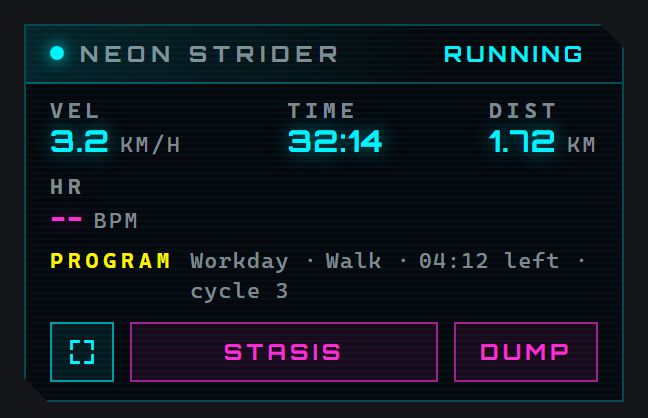 NEON STRIDER RUNNING
VEL TIME DIST
3.2 KM/H 32:14 1.72 KM
HR
-- BPM
PROGRAM Workday · Walk · 04:12 left ·
cycle 3
STASIS DUMP